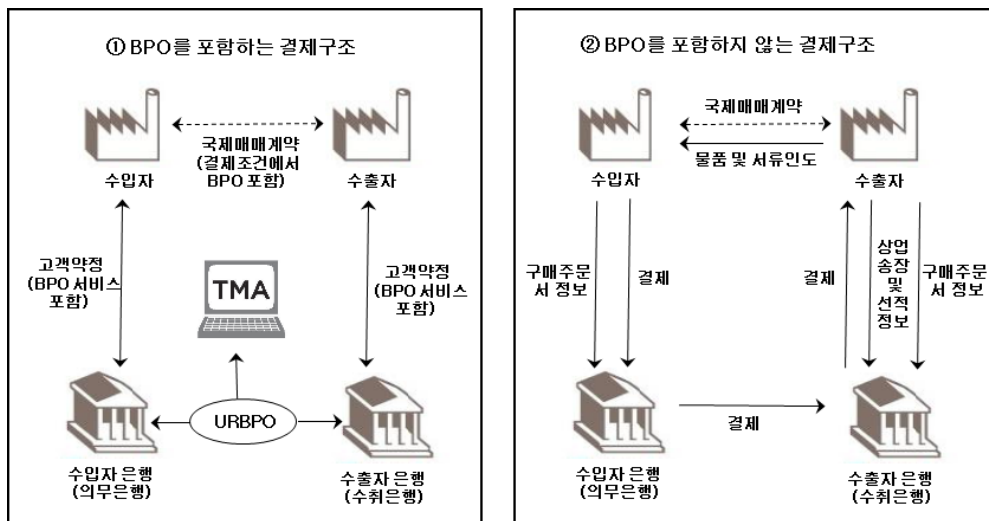 ① BPO를 포함하는 결제구조
국제매매계약
(결제조건에서
BPO 포함)
수입자
수출자
고객약정
(BPO 서비스
포함)
TMA
고객약정
(BPO 서비스
포함)
URBPO
수입자 은행
(의무은행)
수출자 은행
(수취은행)
② BPO를 포함하지 않는 결제구조
국제매매계약
물품 및 서류인도
수입자
수출자
구매주문
서 정보
결제
결제
상업
송장
및
선적
정보
구매주문
서 정보
결제
수입자 은행
(의무은행)
수출자 은행
(수취은행)